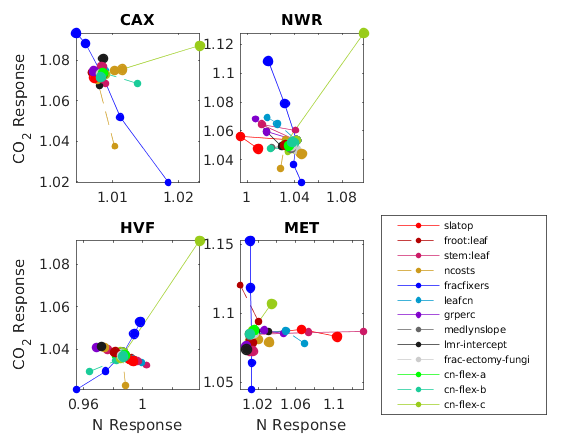 CAX
NWR
CO2 Response
1.08
1.06
1.04
1.02
1.01
1.02
1.12
1.1
1.08
1.06
1.04
1
1.04
1.08
HVF
MET
CO2 Response
1.08
1.06
1.04
1.02
0.96
1
N Response
1.15
1.1
1.05
1.02
1.06
1.1
N Response
slatop
froot:leaf
stem:leaf
ncosts
fracfixers
leafcn
grperc
medlynslope
lmr-intercept
frac-ectomy-fungi
cn-flex-a
cn-flex-b
cn-flex-c